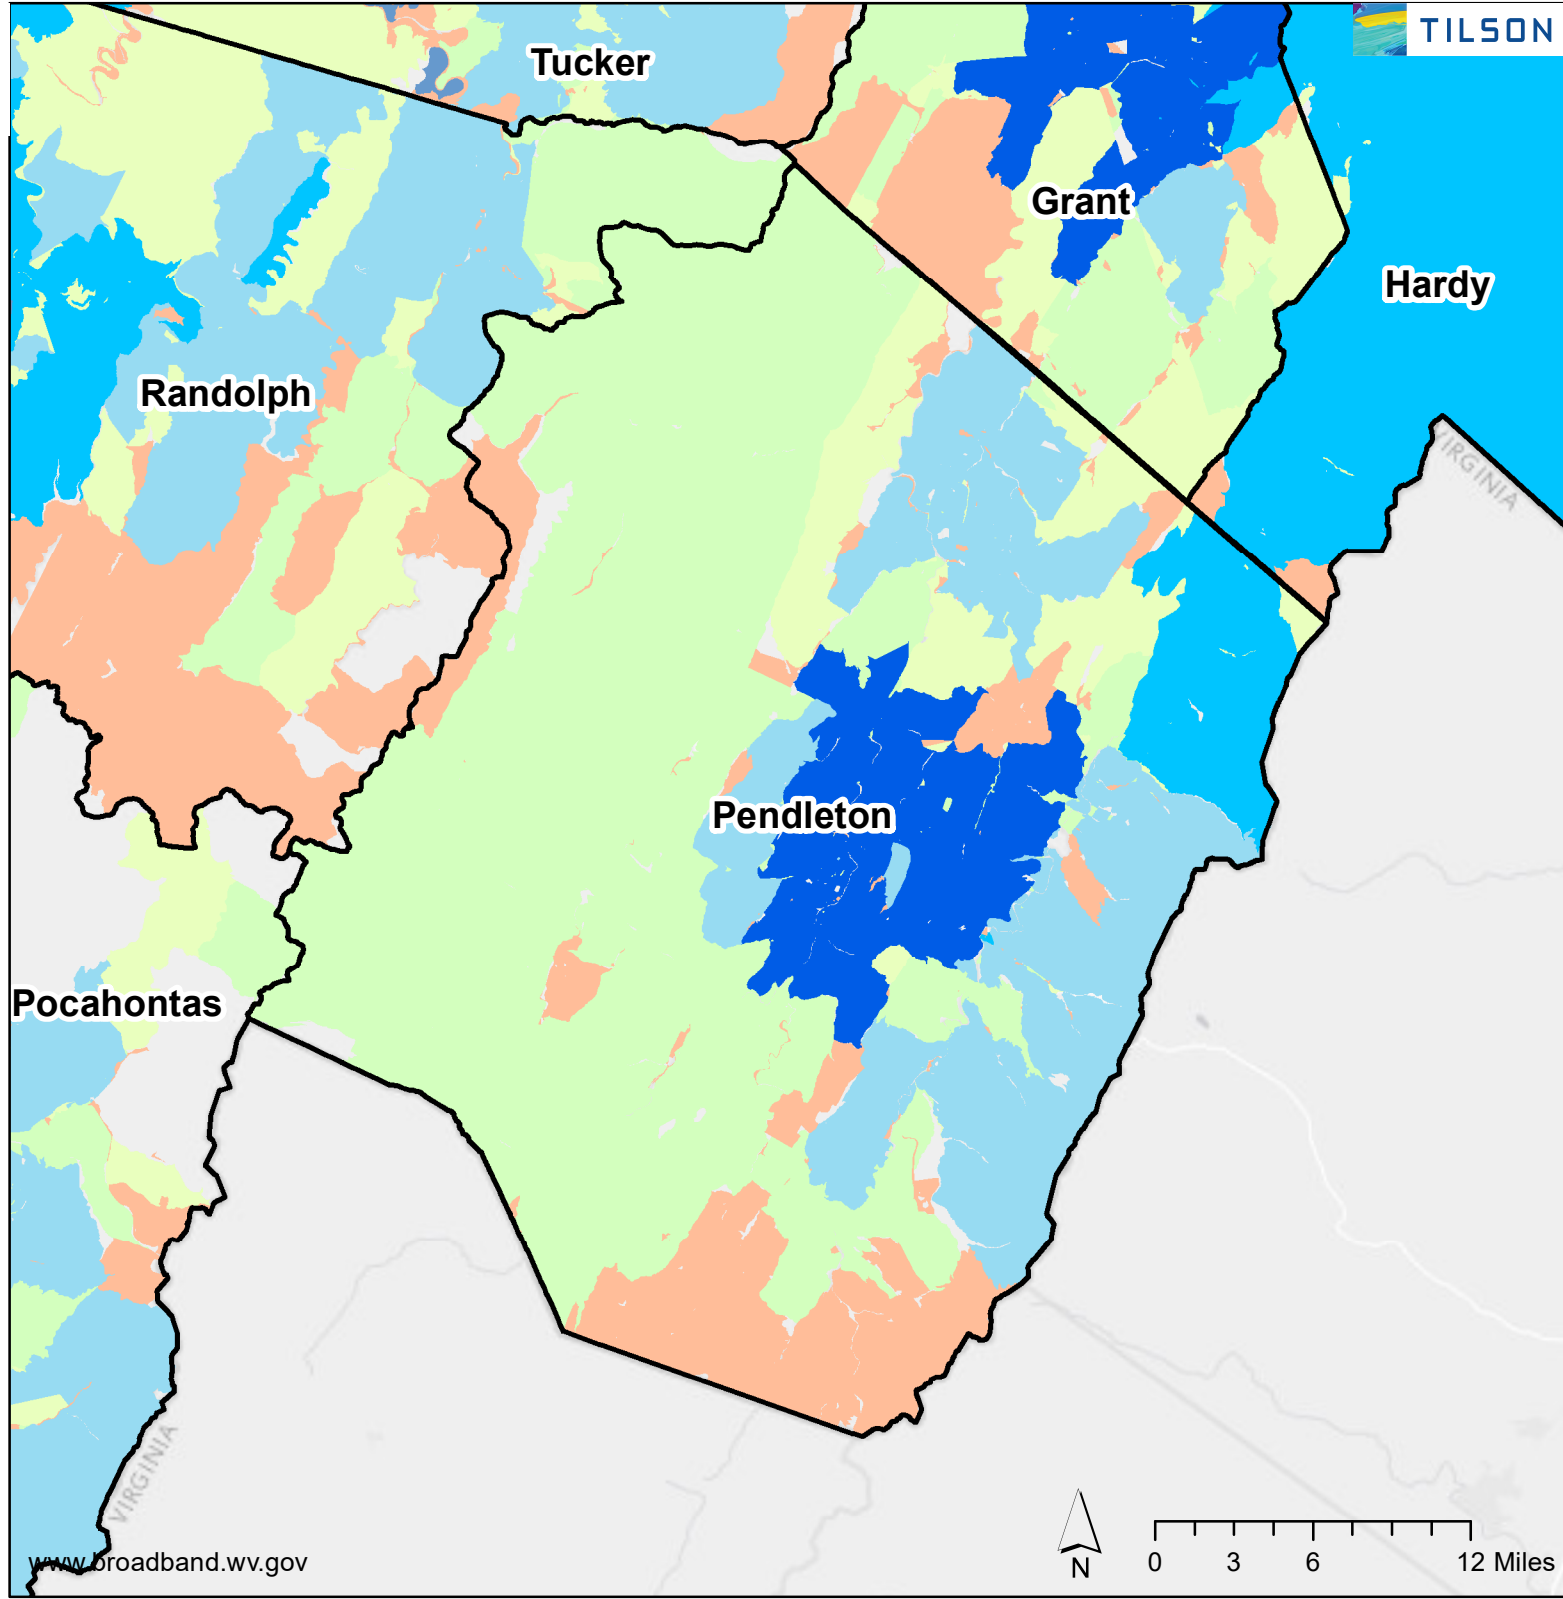 TILSON
Tucker
Grant
Hardy
Randolph
VIRGINIA
Pendleton
Pocahontas
VIRGINIA
www.broadband.wv.gov
N
0 3 6 12 Miles